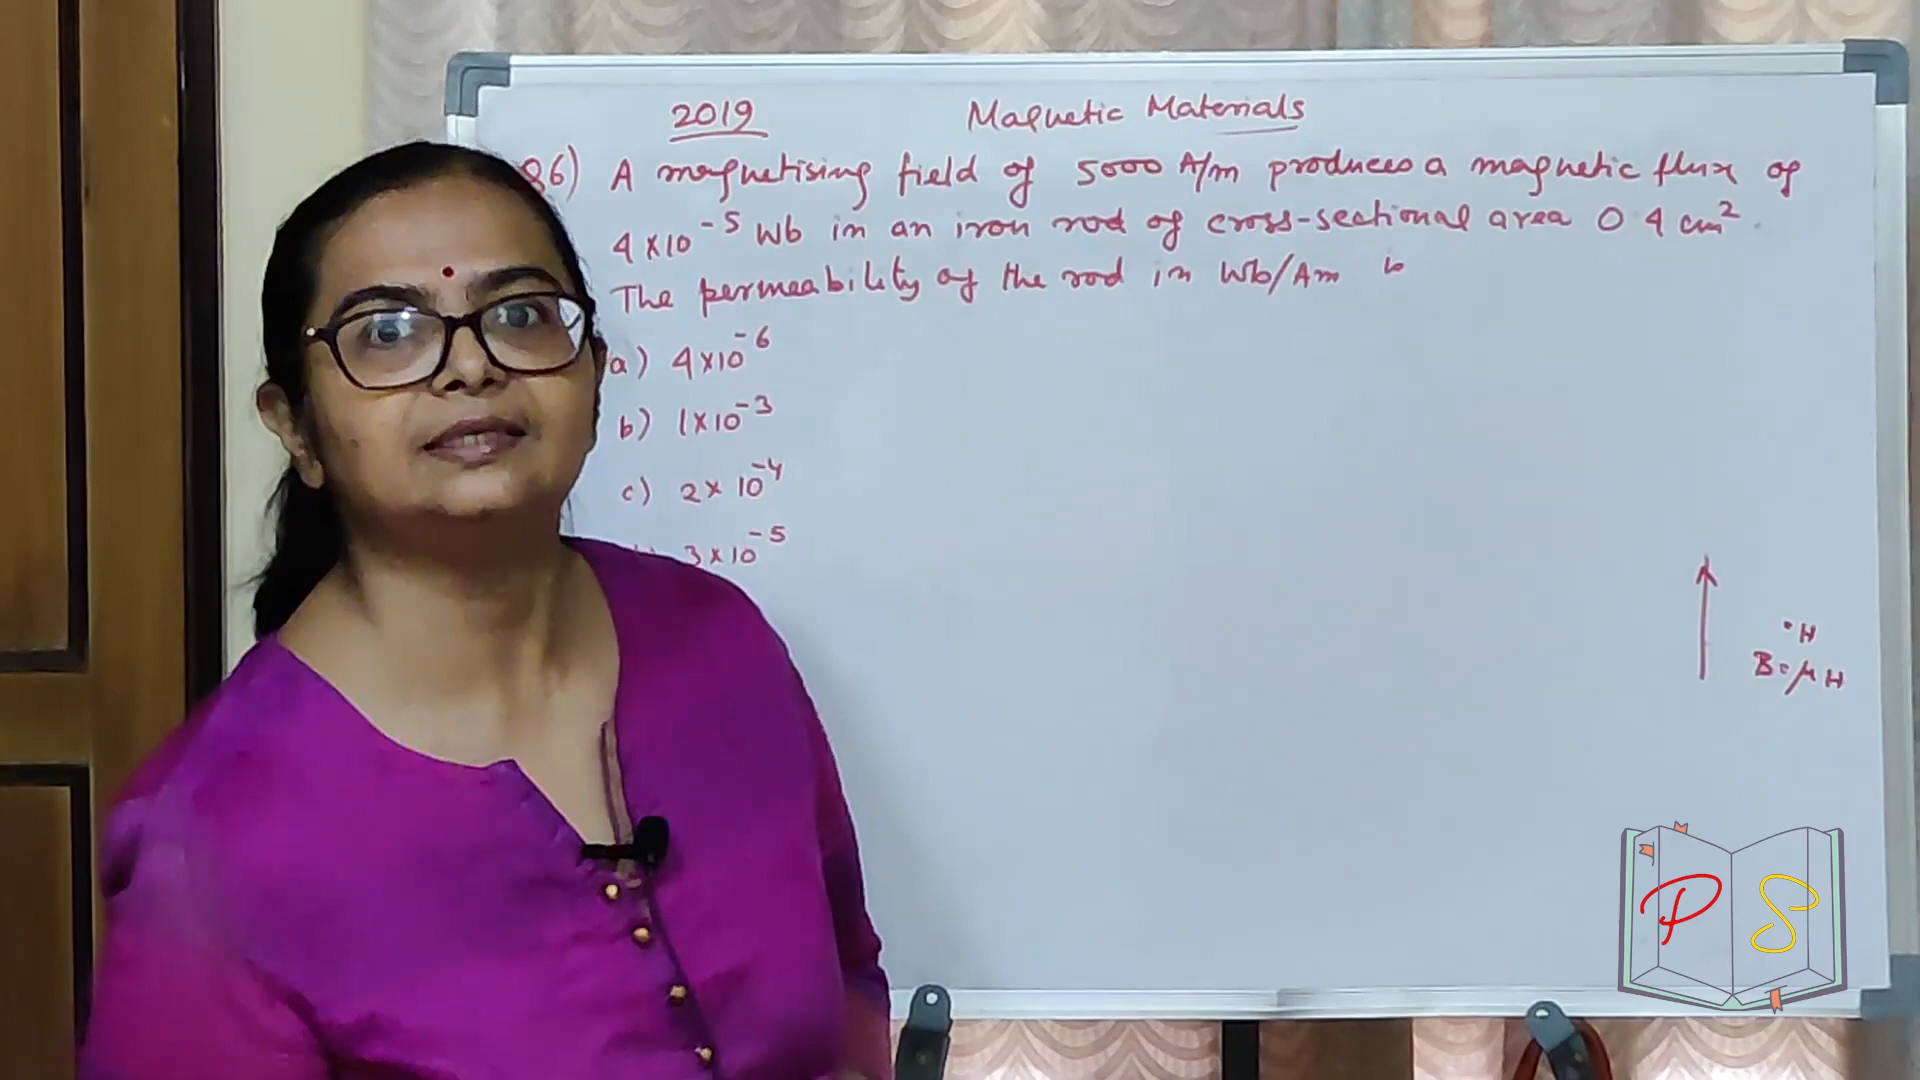 2019 Magnetic Materials
86) A magnetising field of 5000 A/m produces a magnetic flux of
4×10⁻⁵ Wb in an iron rod of cross-sectional area 0 4 cm².
The permeability of the rod in Wb/Am is
a) 4×10⁻⁶
b) 1×10⁻³
c) 2×10⁻⁴
3×10⁻⁵
H
B=μH
P S